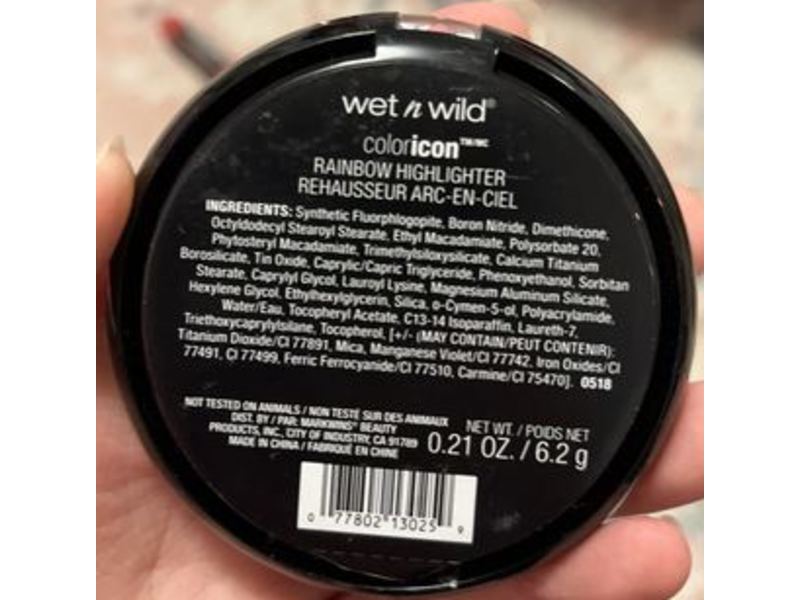 wet n wild®
coloricon™/MC
RAINBOW HIGHLIGHTER
REHAUSSEUR ARC-EN-CIEL
INGREDIENTS: Synthetic Fluorphlogopite, Boron Nitride, Dimethicone,
Octyldodecyl Stearoyl Stearate, Ethyl Macadamiate, Polysorbate 20,
Phytosteryl Macadamiate, Trimethylsiloxysilicate, Calcium Titanium
Borosilicate, Tin Oxide, Caprylic/Capric Triglyceride, Phenoxyethanol, Sorbitan
Stearate, Caprylyl Glycol, Lauroyl Lysine, Magnesium Aluminum Silicate,
Hexylene Glycol, Ethylhexylglycerin, Silica, o-Cymen-5-ol, Polyacrylamide,
Water/Eau, Tocopheryl Acetate, C13-14 Isoparaffin, Laureth-7,
Triethoxycaprylylsilane, Tocopherol, [+/- (MAY CONTAIN/PEUT CONTENIR):
Titanium Dioxide/CI 77891, Mica, Manganese Violet/CI 77742, Iron Oxides/CI
77491, CI 77499, Ferric Ferrocyanide/CI 77510, Carmine/CI 75470]. 0518
NOT TESTED ON ANIMALS / NON TESTÉ SUR DES ANIMAUX
DIST. BY / PAR: MARKWINS® BEAUTY
PRODUCTS, INC., CITY OF INDUSTRY, CA 91789
MADE IN CHINA / FABRIQUÉ EN CHINE
NET WT. / POIDS NET
0.21 OZ. / 6.2 g
0 77802 13025 9